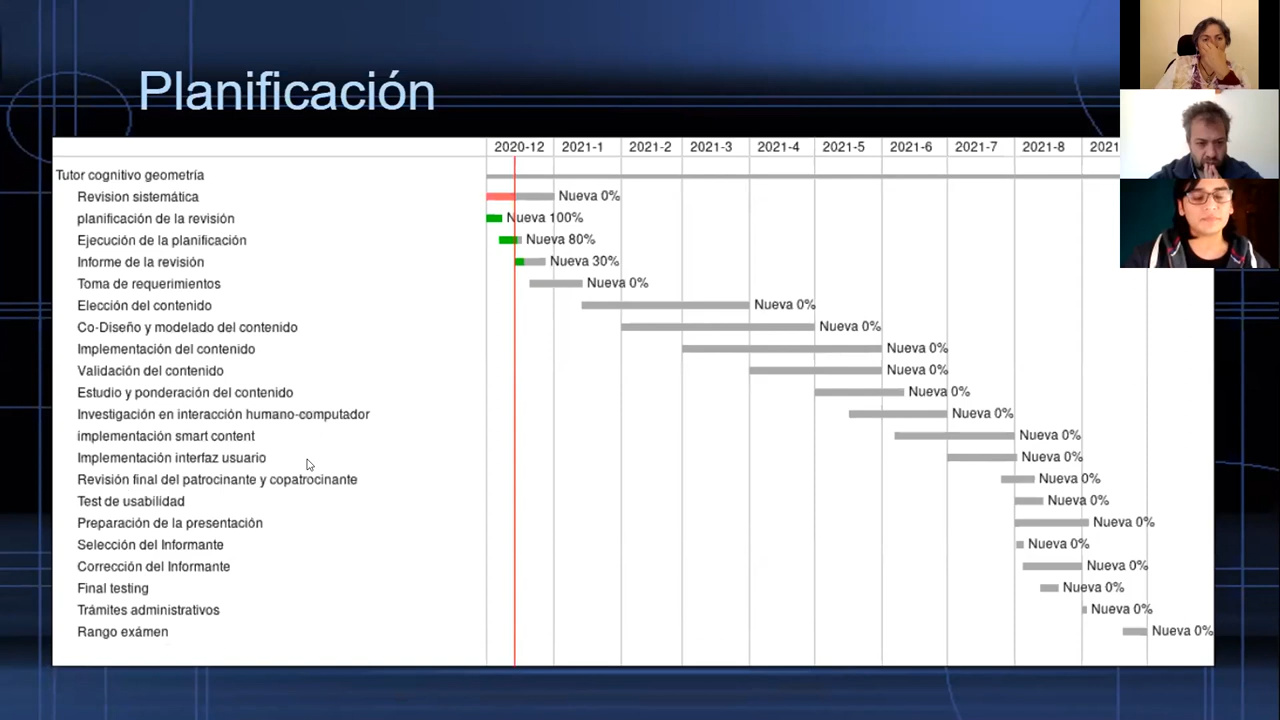 Planificación
2020-12 2021-1 2021-2 2021-3 2021-4 2021-5 2021-6 2021-7 2021-8 2021
Tutor cognitivo geometría
Revision sistemática Nueva 0%
planificación de la revisión Nueva 100%
Ejecución de la planificación Nueva 80%
Informe de la revisión Nueva 30%
Toma de requerimientos Nueva 0%
Elección del contenido Nueva 0%
Co-Diseño y modelado del contenido Nueva 0%
Implementación del contenido Nueva 0%
Validación del contenido Nueva 0%
Estudio y ponderación del contenido Nueva 0%
Investigación en interacción humano-computador Nueva 0%
implementación smart content Nueva 0%
Implementación interfaz usuario Nueva 0%
Revisión final del patrocinante y copatrocinante Nueva 0%
Test de usabilidad Nueva 0%
Preparación de la presentación Nueva 0%
Selección del Informante Nueva 0%
Corrección del Informante Nueva 0%
Final testing Nueva 0%
Trámites administrativos Nueva 0%
Rango exámen Nueva 0%